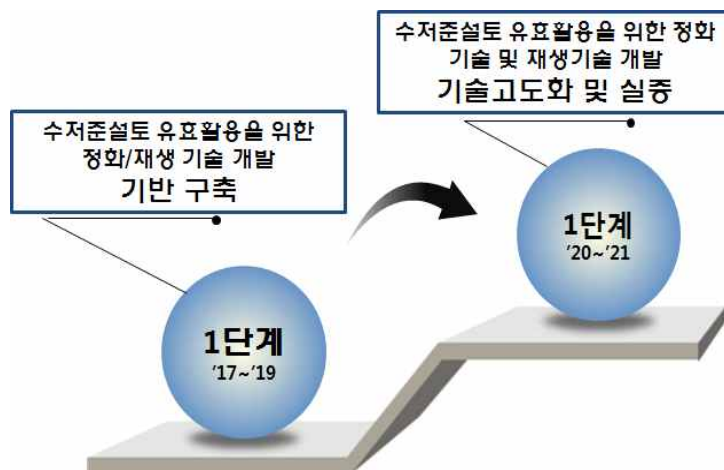 수저준설토 유효활용을 위한
정화/재생 기술 개발
기반 구축
1단계
'17~'19
수저준설토 유효활용을 위한 정화
기술 및 재생기술 개발
기술고도화 및 실증
1단계
'20~'21